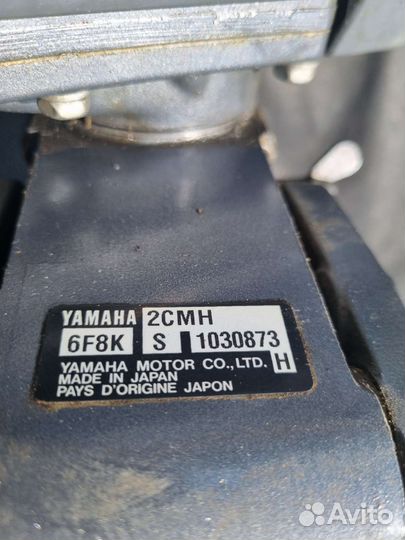 YAMAHA 2CMH
6F8K S 1030873
YAMAHA MOTOR CO.,LTD. H
MADE IN JAPAN
PAYS D'ORIGINE JAPON
Avito